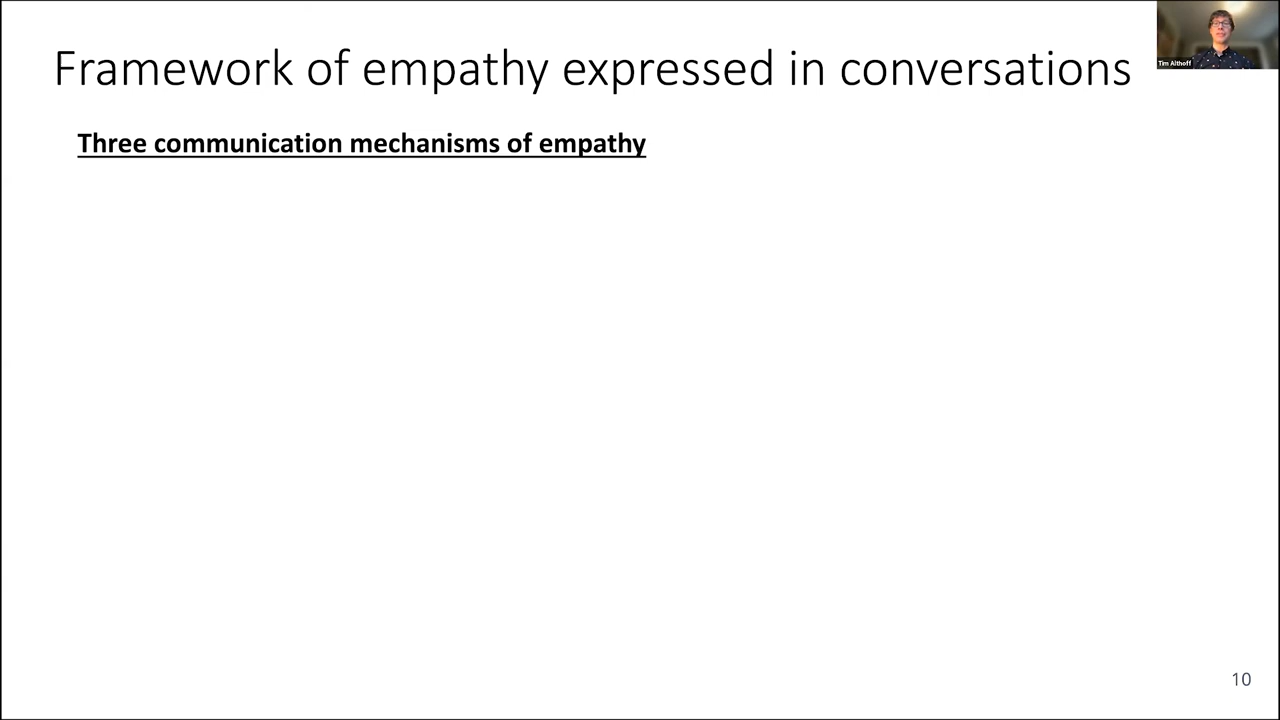 Framework of empathy expressed in conversations
Tim Althoff
Three communication mechanisms of empathy
10